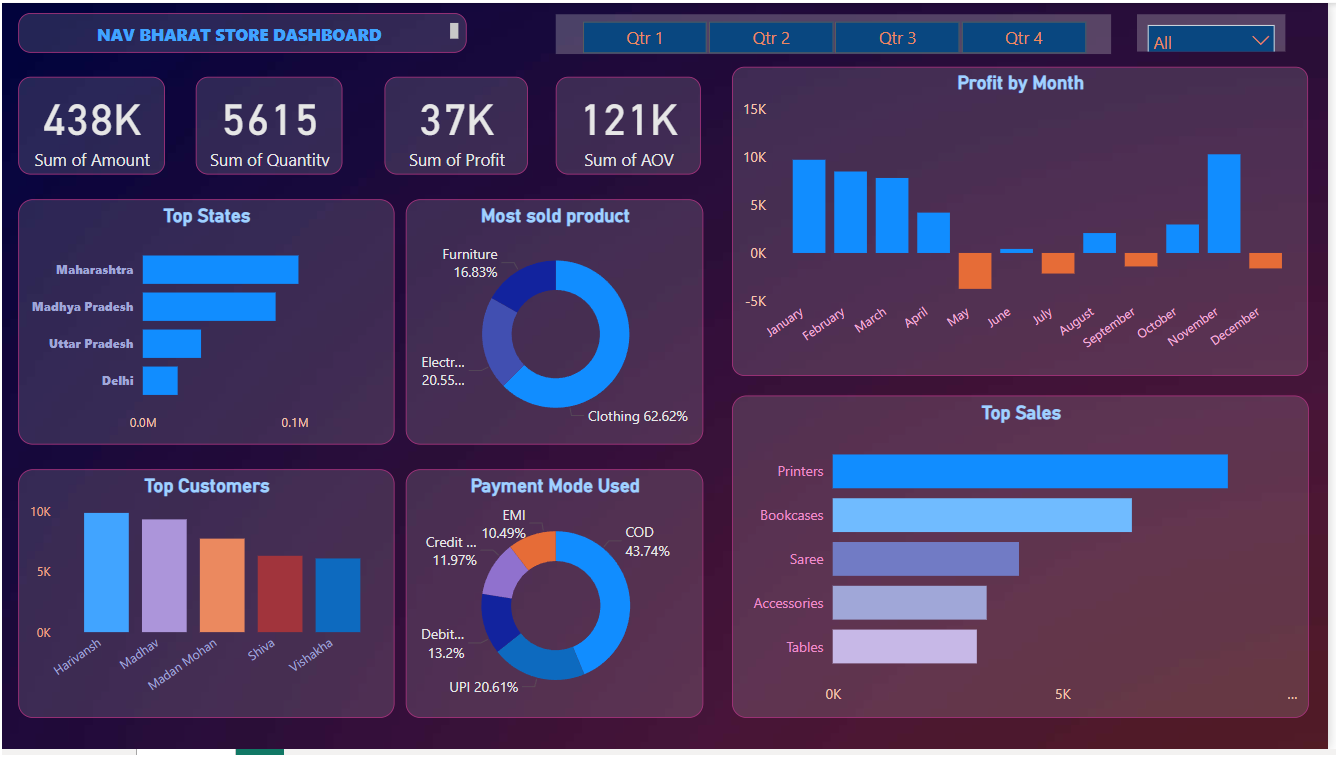 NAV BHARAT STORE DASHBOARD
Qtr 1
Qtr 2
Qtr 3
Qtr 4
All
438K
Sum of Amount
5615
Sum of Quantity
37K
Sum of Profit
121K
Sum of AOV
Profit by Month
15K
10K
5K
0K
-5K
January
February
March
April
May
June
July
August
September
October
November
December
Top States
Maharashtra
Madhya Pradesh
Uttar Pradesh
Delhi
0.0M
0.1M
Most sold product
Furniture
16.83%
Electr...
20.55...
Clothing 62.62%
Top Sales
Printers
Bookcases
Saree
Accessories
Tables
0K
5K
...
Top Customers
10K
5K
0K
Harivansh
Madhav
Madan Mohan
Shiva
Vishakha
Payment Mode Used
EMI
10.49%
COD
43.74%
Credit ...
11.97%
Debit...
13.2%
UPI 20.61%